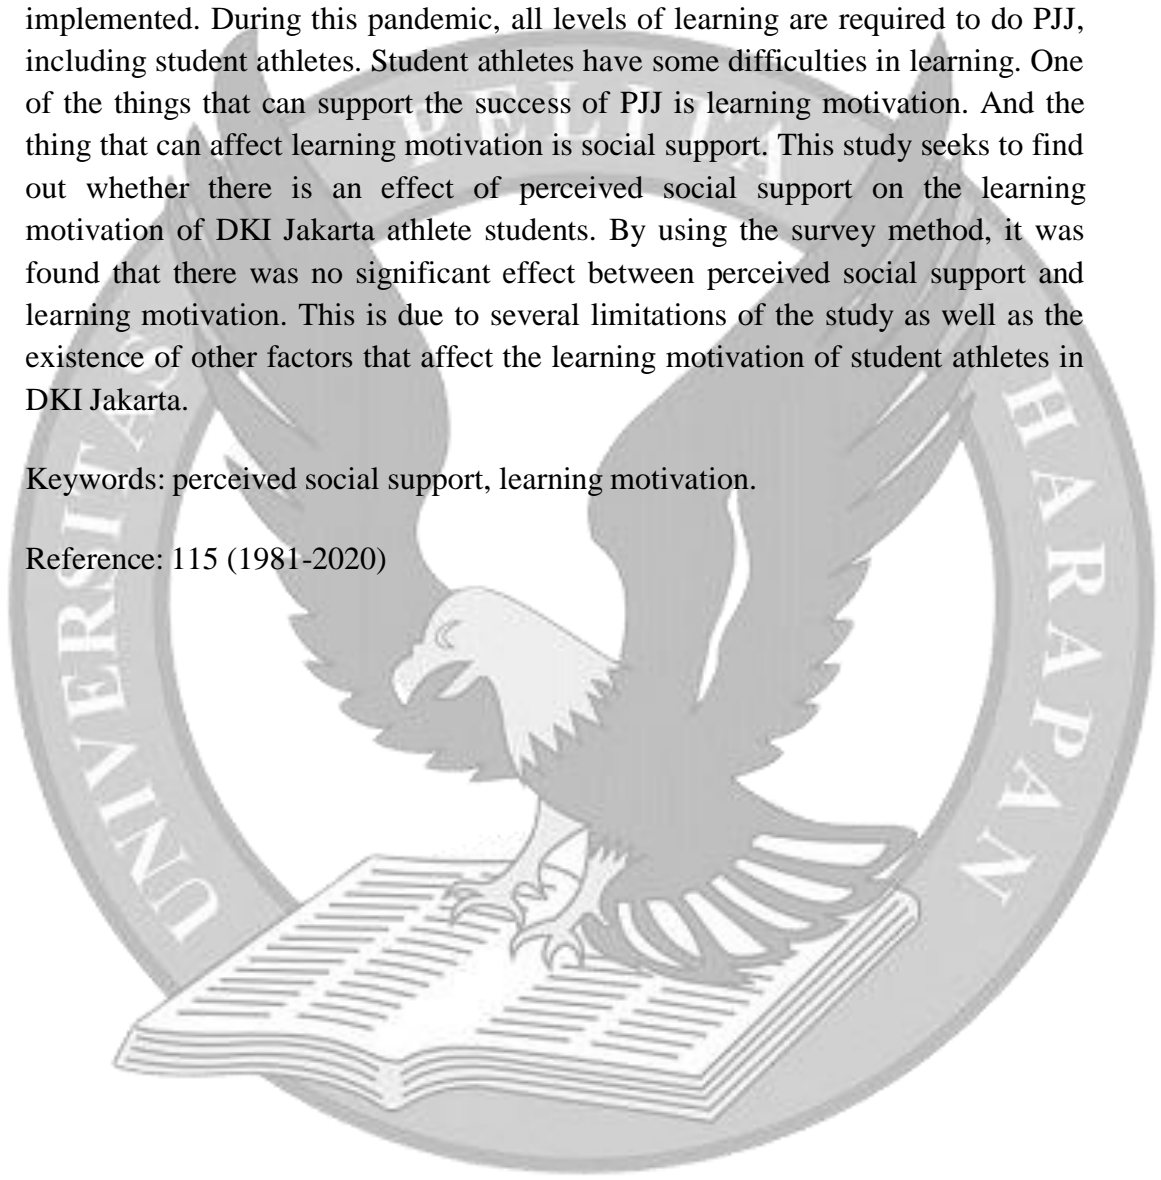 implemented. During this pandemic, all levels of learning are required to do PJJ,
including student athletes. Student athletes have some difficulties in learning. One
of the things that can support the success of PJJ is learning motivation. And the
thing that can affect learning motivation is social support. This study seeks to find
out whether there is an effect of perceived social support on the learning
motivation of DKI Jakarta athlete students. By using the survey method, it was
found that there was no significant effect between perceived social support and
learning motivation. This is due to several limitations of the study as well as the
existence of other factors that affect the learning motivation of student athletes in
DKI Jakarta.
Keywords: perceived social support, learning motivation.
Reference: 115 (1981-2020)
UNIVERSITAS
PELITA
HARAPAN